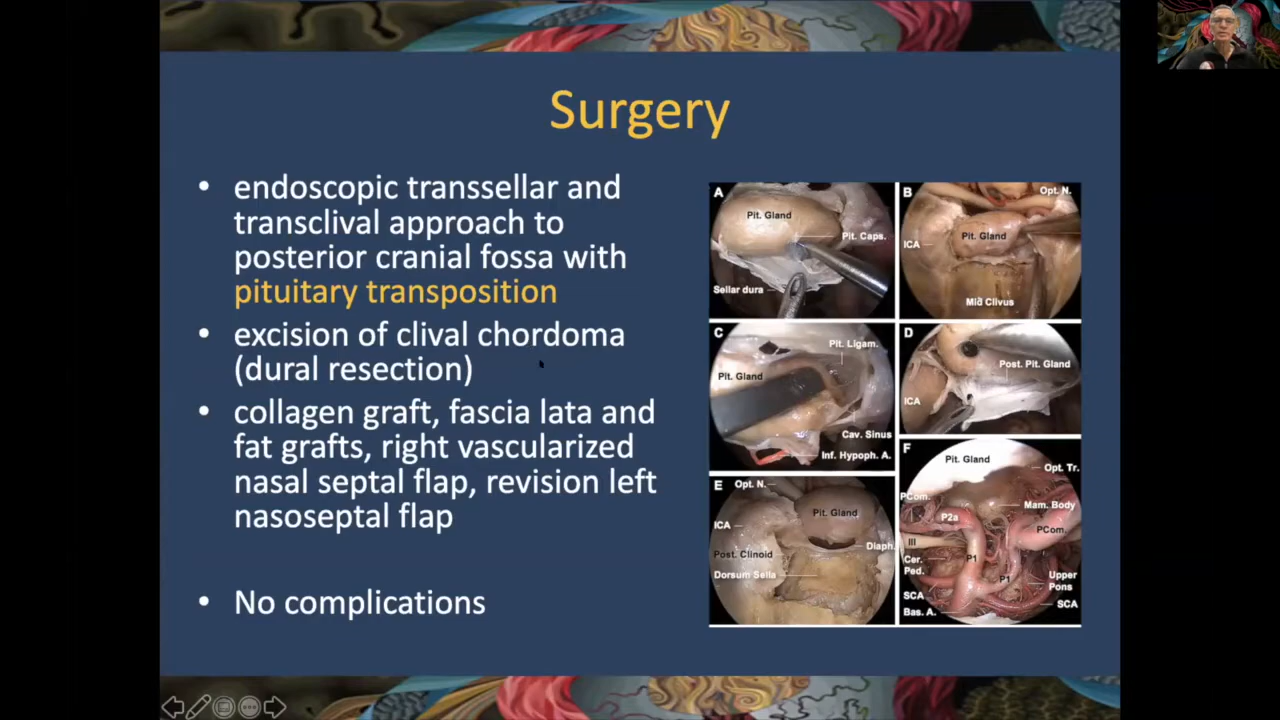 Surgery
• endoscopic transsellar and
transclival approach to
posterior cranial fossa with
pituitary transposition
• excision of clival chordoma
(dural resection)
• collagen graft, fascia lata and
fat grafts, right vascularized
nasal septal flap, revision left
nasoseptal flap
• No complications
A
Pit. Gland
Pit. Caps.
Sellar dura
B
Opt. N.
ICA
Pit. Gland
Mid Clivus
C
Pit. Ligam.
Pit. Gland
Cav. Sinus
Inf. Hypoph. A.
D
Post. Pit Gland
ICA
E
Opt. N.
Pit. Gland
ICA
Diaph.
Post. Clinoid
Dorsum Sella
F
Pit. Gland
Opt. Tr.
PCom.
Mam. Body
P2a
PCom.
III
Cer.
Ped.
P1
P1
Upper
Pons
SCA
SCA
Bas. A.